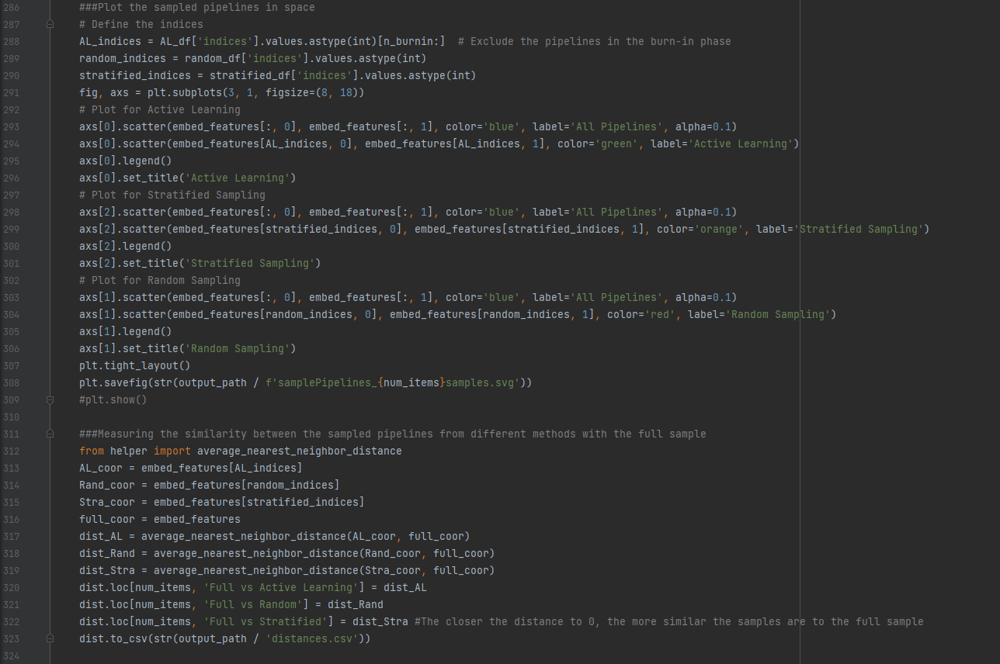 286 ###Plot the sampled pipelines in space
287 # Define the indices
288 AL_indices = AL_df['indices'].values.astype(int)[n_burnin:]  # Exclude the pipelines in the burn-in phase
289 random_indices = random_df['indices'].values.astype(int)
290 stratified_indices = stratified_df['indices'].values.astype(int)
291 fig, axs = plt.subplots(3, 1, figsize=(8, 18))
292 # Plot for Active Learning
293 axs[0].scatter(embed_features[:, 0], embed_features[:, 1], color='blue', label='All Pipelines', alpha=0.1)
294 axs[0].scatter(embed_features[AL_indices, 0], embed_features[AL_indices, 1], color='green', label='Active Learning')
295 axs[0].legend()
296 axs[0].set_title('Active Learning')
297 # Plot for Stratified Sampling
298 axs[2].scatter(embed_features[:, 0], embed_features[:, 1], color='blue', label='All Pipelines', alpha=0.1)
299 axs[2].scatter(embed_features[stratified_indices, 0], embed_features[stratified_indices, 1], color='orange', label='Stratified Sampling')
300 axs[2].legend()
301 axs[2].set_title('Stratified Sampling')
302 # Plot for Random Sampling
303 axs[1].scatter(embed_features[:, 0], embed_features[:, 1], color='blue', label='All Pipelines', alpha=0.1)
304 axs[1].scatter(embed_features[random_indices, 0], embed_features[random_indices, 1], color='red', label='Random Sampling')
305 axs[1].legend()
306 axs[1].set_title('Random Sampling')
307 plt.tight_layout()
308 plt.savefig(str(output_path / f'samplePipelines_{num_items}samples.svg'))
309 #plt.show()
310
311 ###Measuring the similarity between the sampled pipelines from different methods with the full sample
312 from helper import average_nearest_neighbor_distance
313 AL_coor = embed_features[AL_indices]
314 Rand_coor = embed_features[random_indices]
315 Stra_coor = embed_features[stratified_indices]
316 full_coor = embed_features
317 dist_AL = average_nearest_neighbor_distance(AL_coor, full_coor)
318 dist_Rand = average_nearest_neighbor_distance(Rand_coor, full_coor)
319 dist_Stra = average_nearest_neighbor_distance(Stra_coor, full_coor)
320 dist.loc[num_items, 'Full vs Active Learning'] = dist_AL
321 dist.loc[num_items, 'Full vs Random'] = dist_Rand
322 dist.loc[num_items, 'Full vs Stratified'] = dist_Stra #The closer the distance to 0, the more similar the samples are to the full sample
323 dist.to_csv(str(output_path / 'distances.csv'))
324